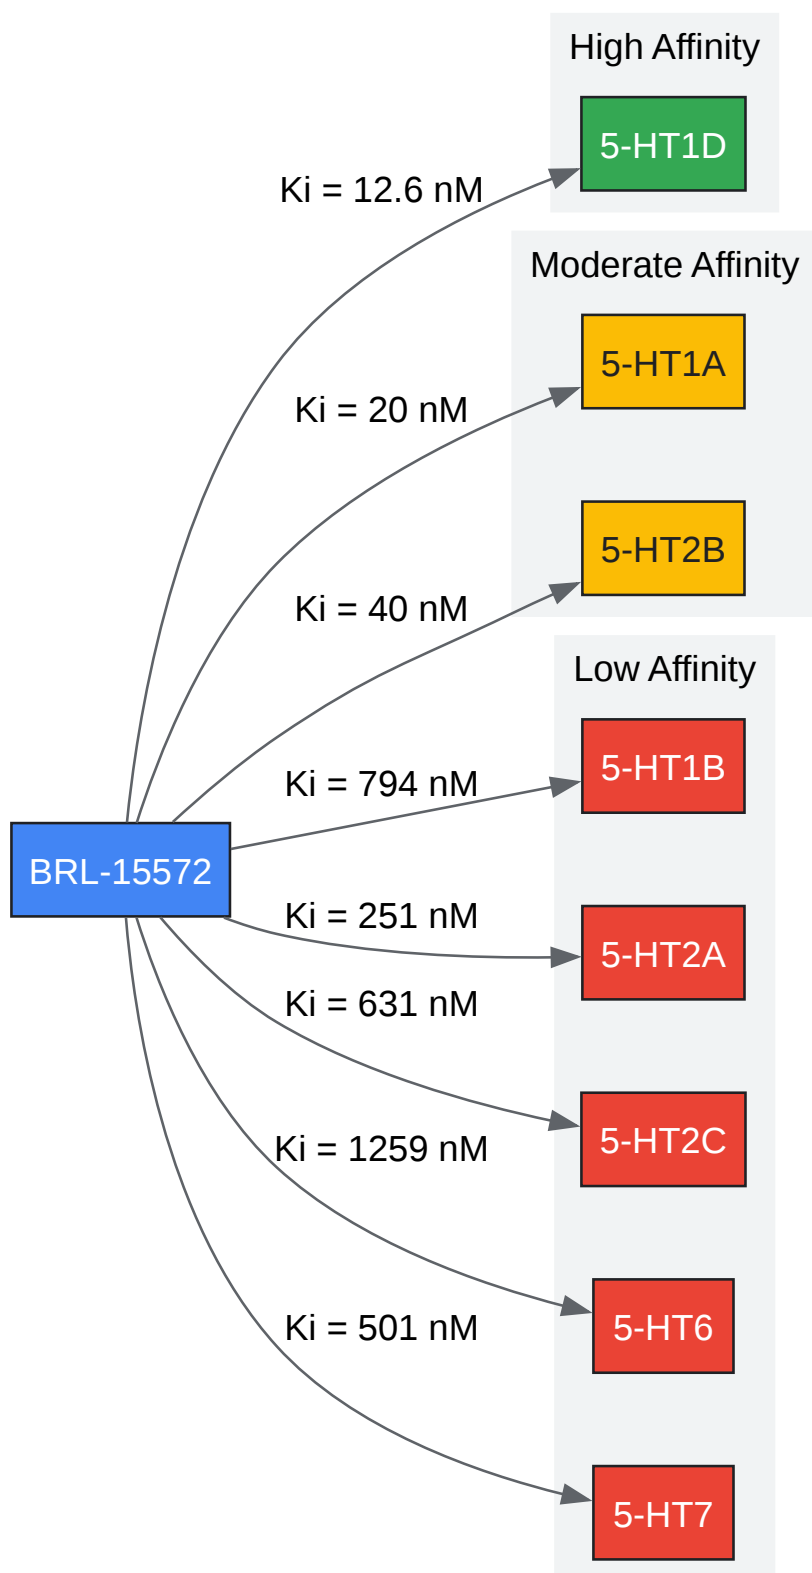 High Affinity
5-HT1D
Ki = 12.6 nM
Moderate Affinity
5-HT1A
Ki = 20 nM
5-HT2B
Ki = 40 nM
Low Affinity
5-HT1B
Ki = 794 nM
BRL-15572
Ki = 251 nM
5-HT2A
Ki = 631 nM
5-HT2C
Ki = 1259 nM
5-HT6
Ki = 501 nM
5-HT7